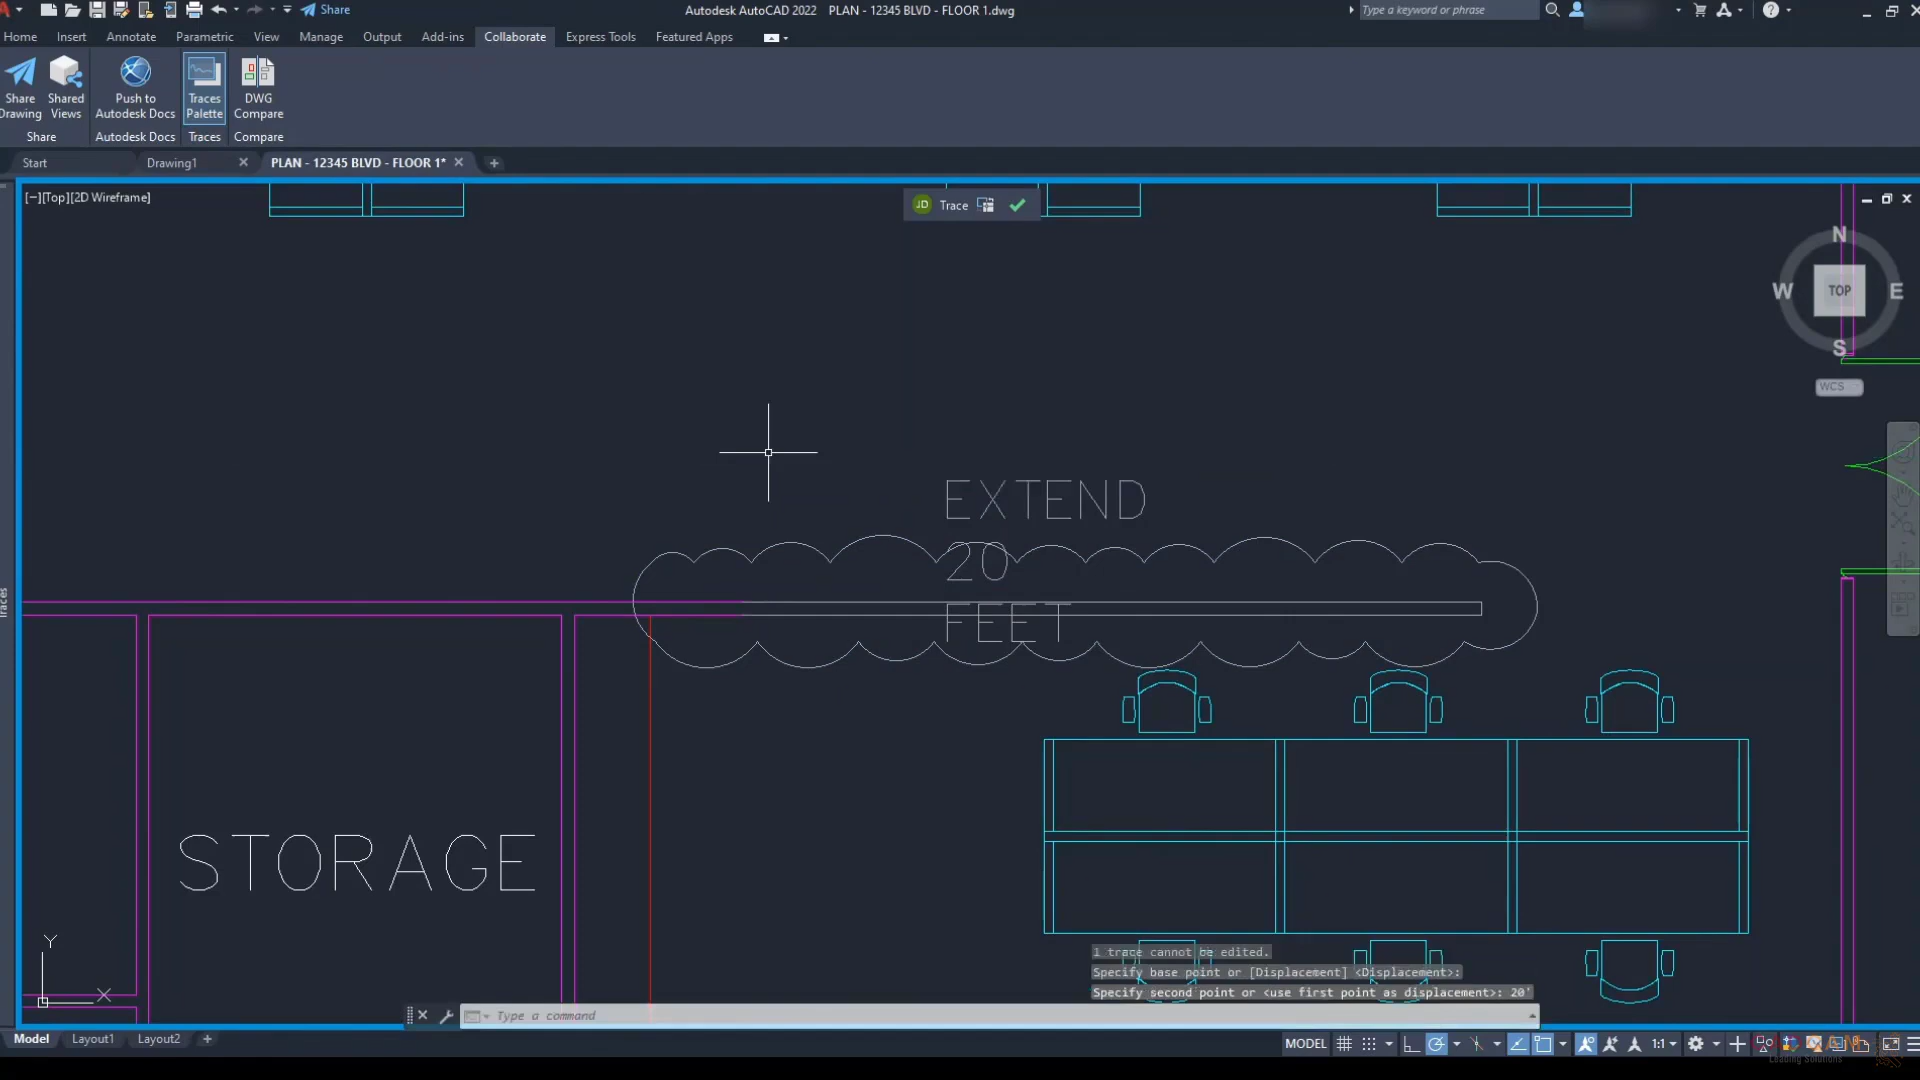 Share
Autodesk AutoCAD 2022 PLAN - 12345 BLVD - FLOOR 1.dwg
Type a keyword or phrase
Home Insert Annotate Parametric View Manage Output Add-ins Collaborate Express Tools Featured Apps
Share Drawing
Shared Views
Push to Autodesk Docs
Traces Palette
DWG Compare
Share Autodesk Docs Traces Compare
Start Drawing1 PLAN - 12345 BLVD - FLOOR 1*
[−][Top][2D Wireframe]
JD Trace
N
W TOP E
S
WCS
EXTEND
20
FEET
Traces
STORAGE
Y
X
1 trace cannot be edited.
Specify base point or [Displacement] <Displacement>:
Specify second point or <use first point as displacement>: 20'
Type a command
Model Layout1 Layout2
MODEL 1:1
Leading Solutions